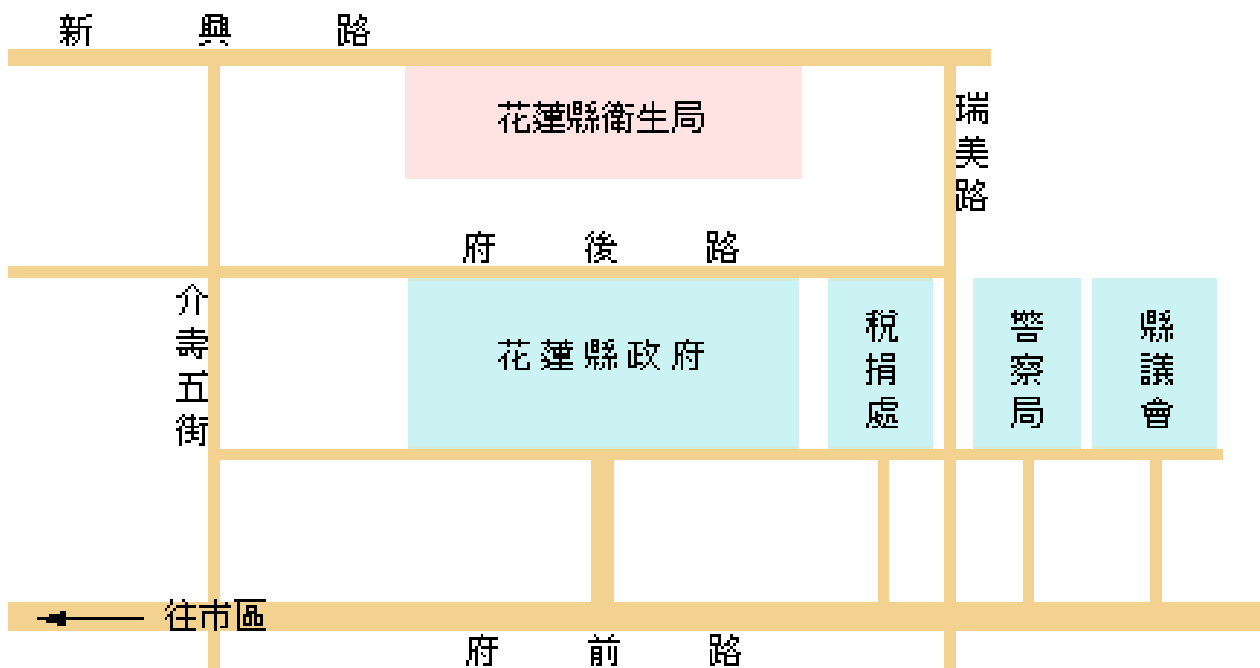 新興路
花蓮縣衛生局
瑞美路
府後路
介壽五街
花蓮縣政府
稅捐處
警察局
縣議會
往市區
府前路